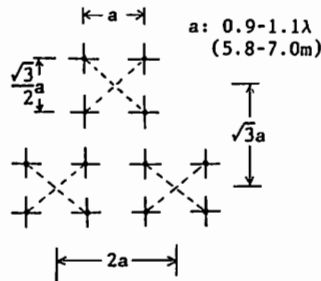 a
a: 0.9-1.1λ
(5.8-7.0m)
√3/2 a
√3a
2a